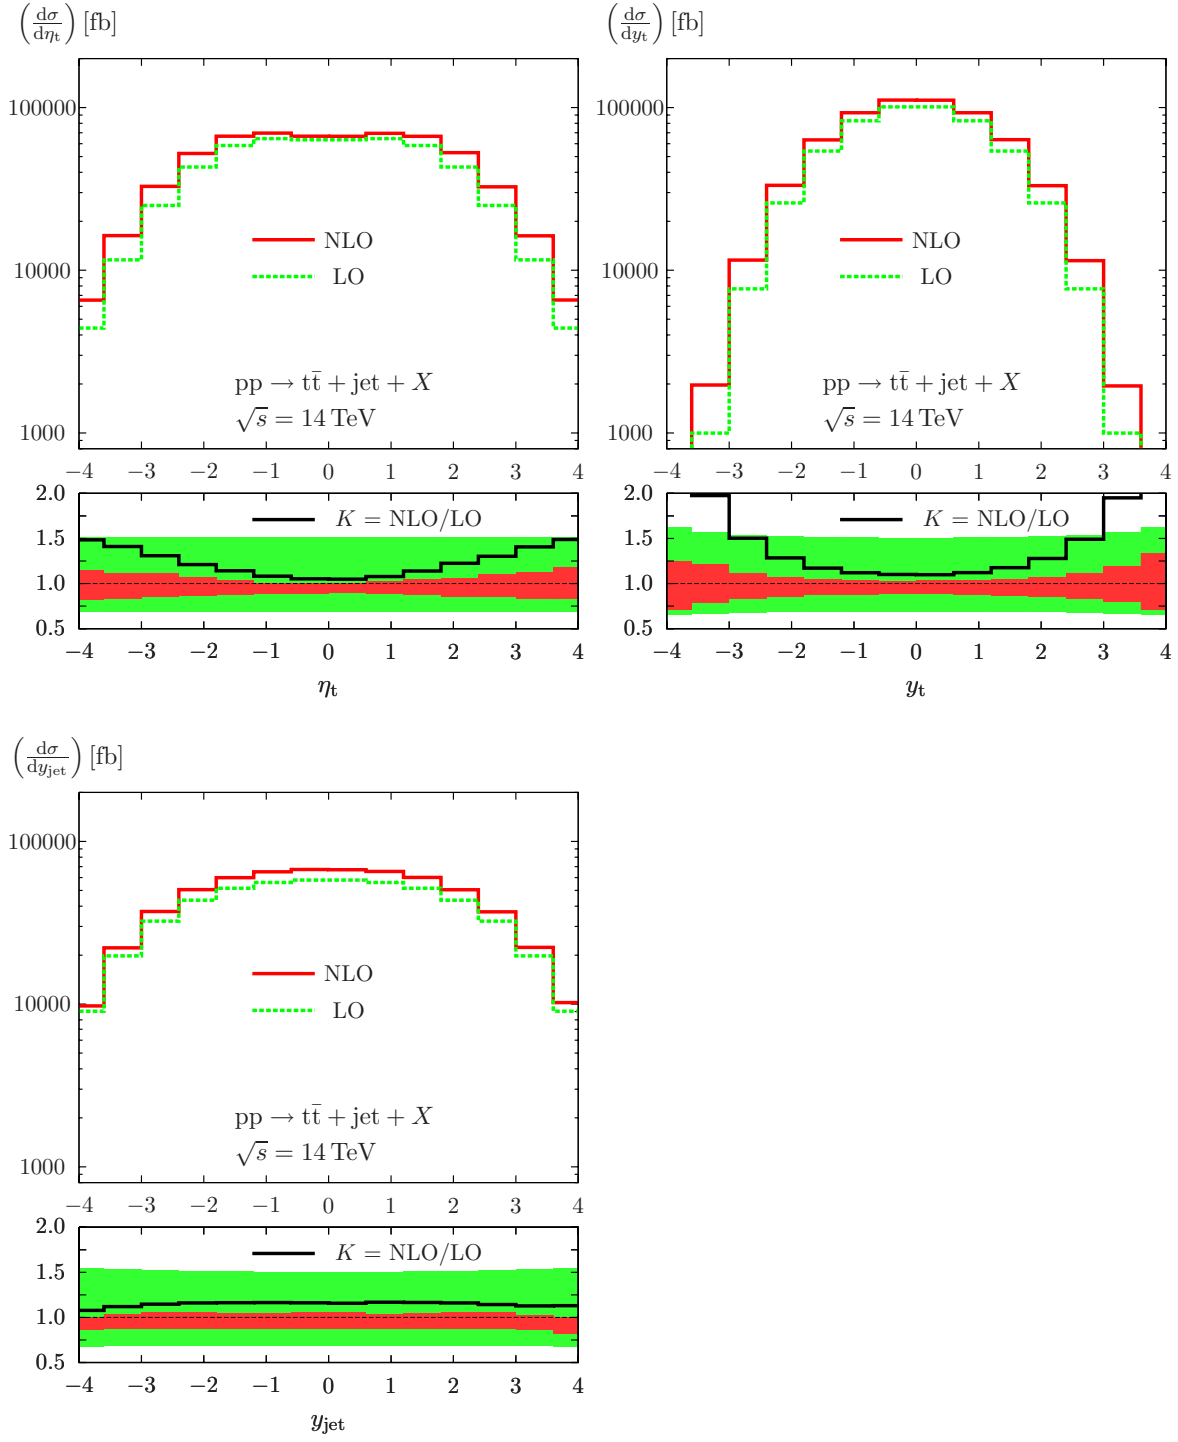 (dσ/dηt) [fb]
100000
10000
1000
NLO
LO
pp → tt̄ + jet + X
√s = 14 TeV
−4 −3 −2 −1 0 1 2 3 4
2.0
1.5
1.0
0.5
K = NLO/LO
−4 −3 −2 −1 0 1 2 3 4
ηt
(dσ/dyt) [fb]
100000
10000
1000
NLO
LO
pp → tt̄ + jet + X
√s = 14 TeV
−4 −3 −2 −1 0 1 2 3 4
2.0
1.5
1.0
0.5
K = NLO/LO
−4 −3 −2 −1 0 1 2 3 4
yt
(dσ/dyjet) [fb]
100000
10000
1000
NLO
LO
pp → tt̄ + jet + X
√s = 14 TeV
−4 −3 −2 −1 0 1 2 3 4
2.0
1.5
1.0
0.5
K = NLO/LO
−4 −3 −2 −1 0 1 2 3 4
yjet